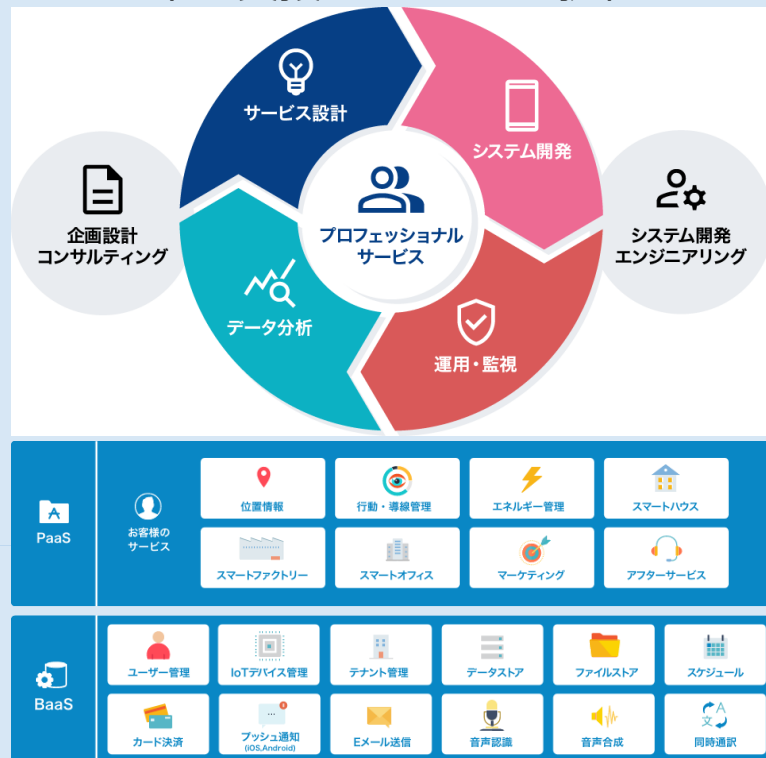 サービス設計
システム開発
企画設計
コンサルティング
プロフェッショナル
サービス
システム開発
エンジニアリング
データ分析
運用・監視
PaaS
お客様の
サービス
位置情報
行動・導線管理
エネルギー管理
スマートハウス
スマートファクトリー
スマートオフィス
マーケティング
アフターサービス
BaaS
ユーザー管理
IoTデバイス管理
テナント管理
データストア
ファイルストア
スケジュール
カード決済
プッシュ通知
(iOS,Android)
Eメール送信
音声認識
音声合成
A
文
同時通訳